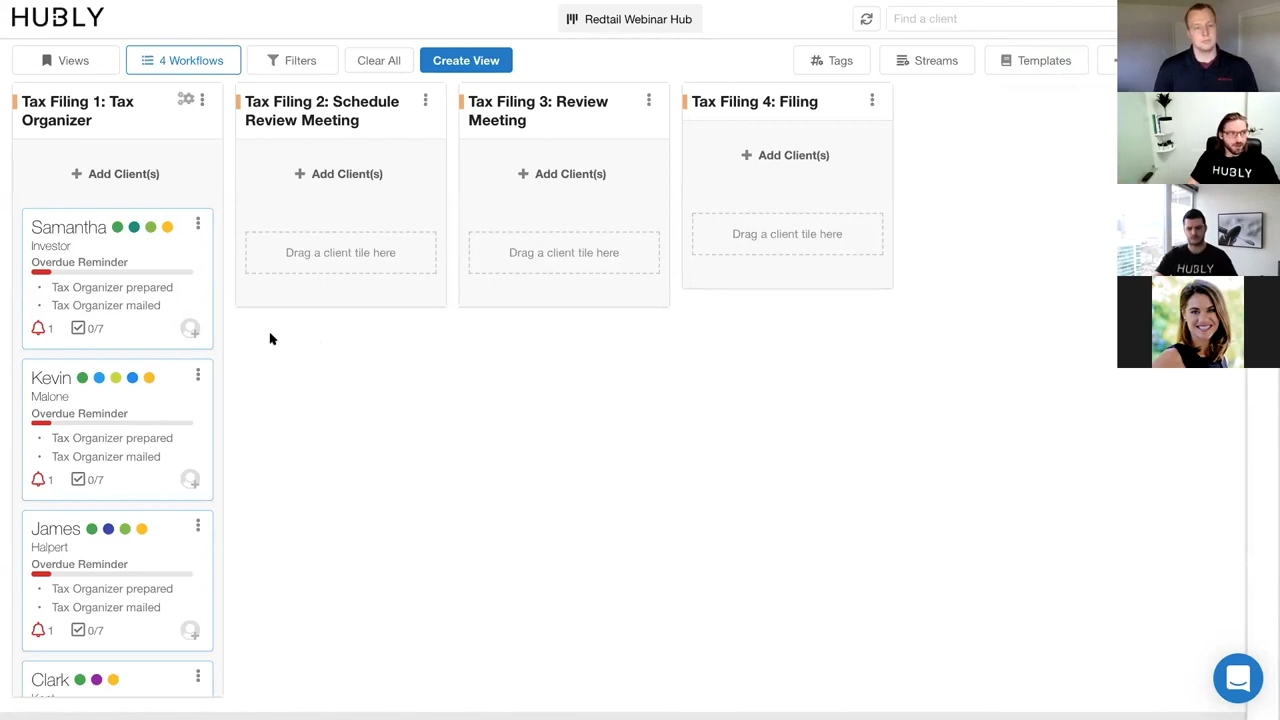 HUBLY
Redtail Webinar Hub
Find a client
Views
4 Workflows
Filters
Clear All
Create View
Tags
Streams
Templates
Tax Filing 1: Tax
Organizer
Add Client(s)
Samantha
Investor
Overdue Reminder
• Tax Organizer prepared
• Tax Organizer mailed
1
0/7
Kevin
Malone
Overdue Reminder
• Tax Organizer prepared
• Tax Organizer mailed
1
0/7
James
Halpert
Overdue Reminder
• Tax Organizer prepared
• Tax Organizer mailed
1
0/7
Clark
Tax Filing 2: Schedule
Review Meeting
Add Client(s)
Drag a client tile here
Tax Filing 3: Review
Meeting
Add Client(s)
Drag a client tile here
Tax Filing 4: Filing
Add Client(s)
Drag a client tile here
HUBLY
HUBLY